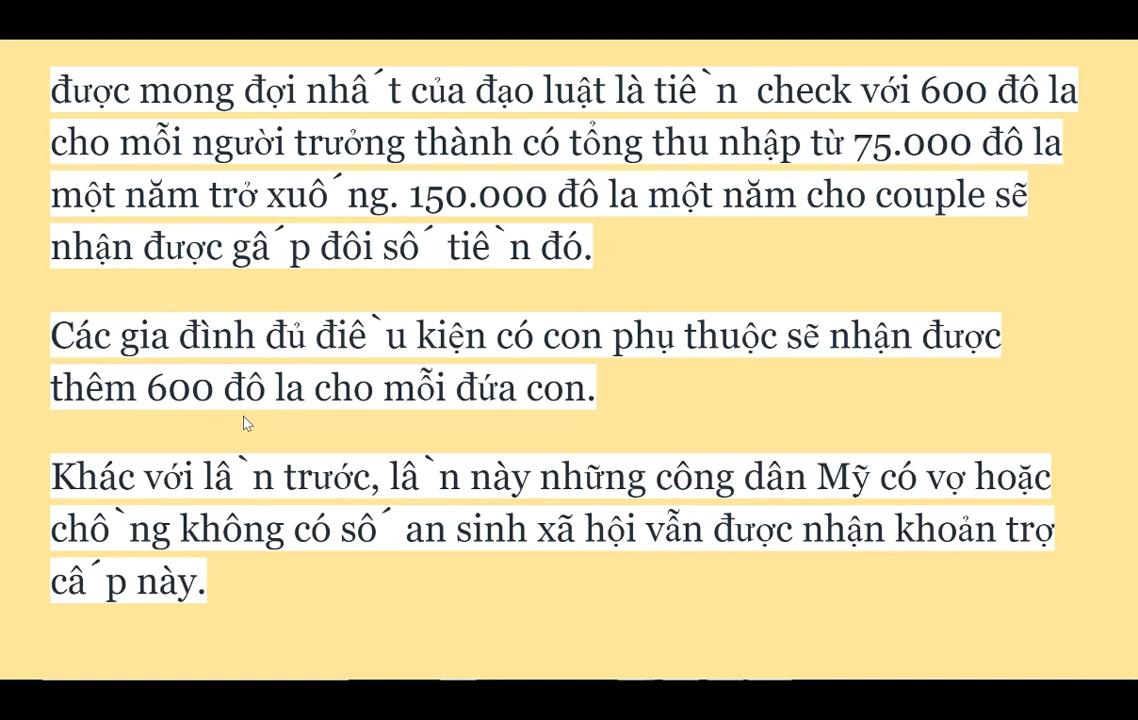 được mong đợi nhất của đạo luật là tiền check với 600 đô la
cho mỗi người trưởng thành có tổng thu nhập từ 75.000 đô la
một năm trở xuống. 150.000 đô la một năm cho couple sẽ
nhận được gấp đôi số tiền đó.
Các gia đình đủ điều kiện có con phụ thuộc sẽ nhận được
thêm 600 đô la cho mỗi đứa con.
Khác với lần trước, lần này những công dân Mỹ có vợ hoặc
chồng không có số an sinh xã hội vẫn được nhận khoản trợ
cấp này.